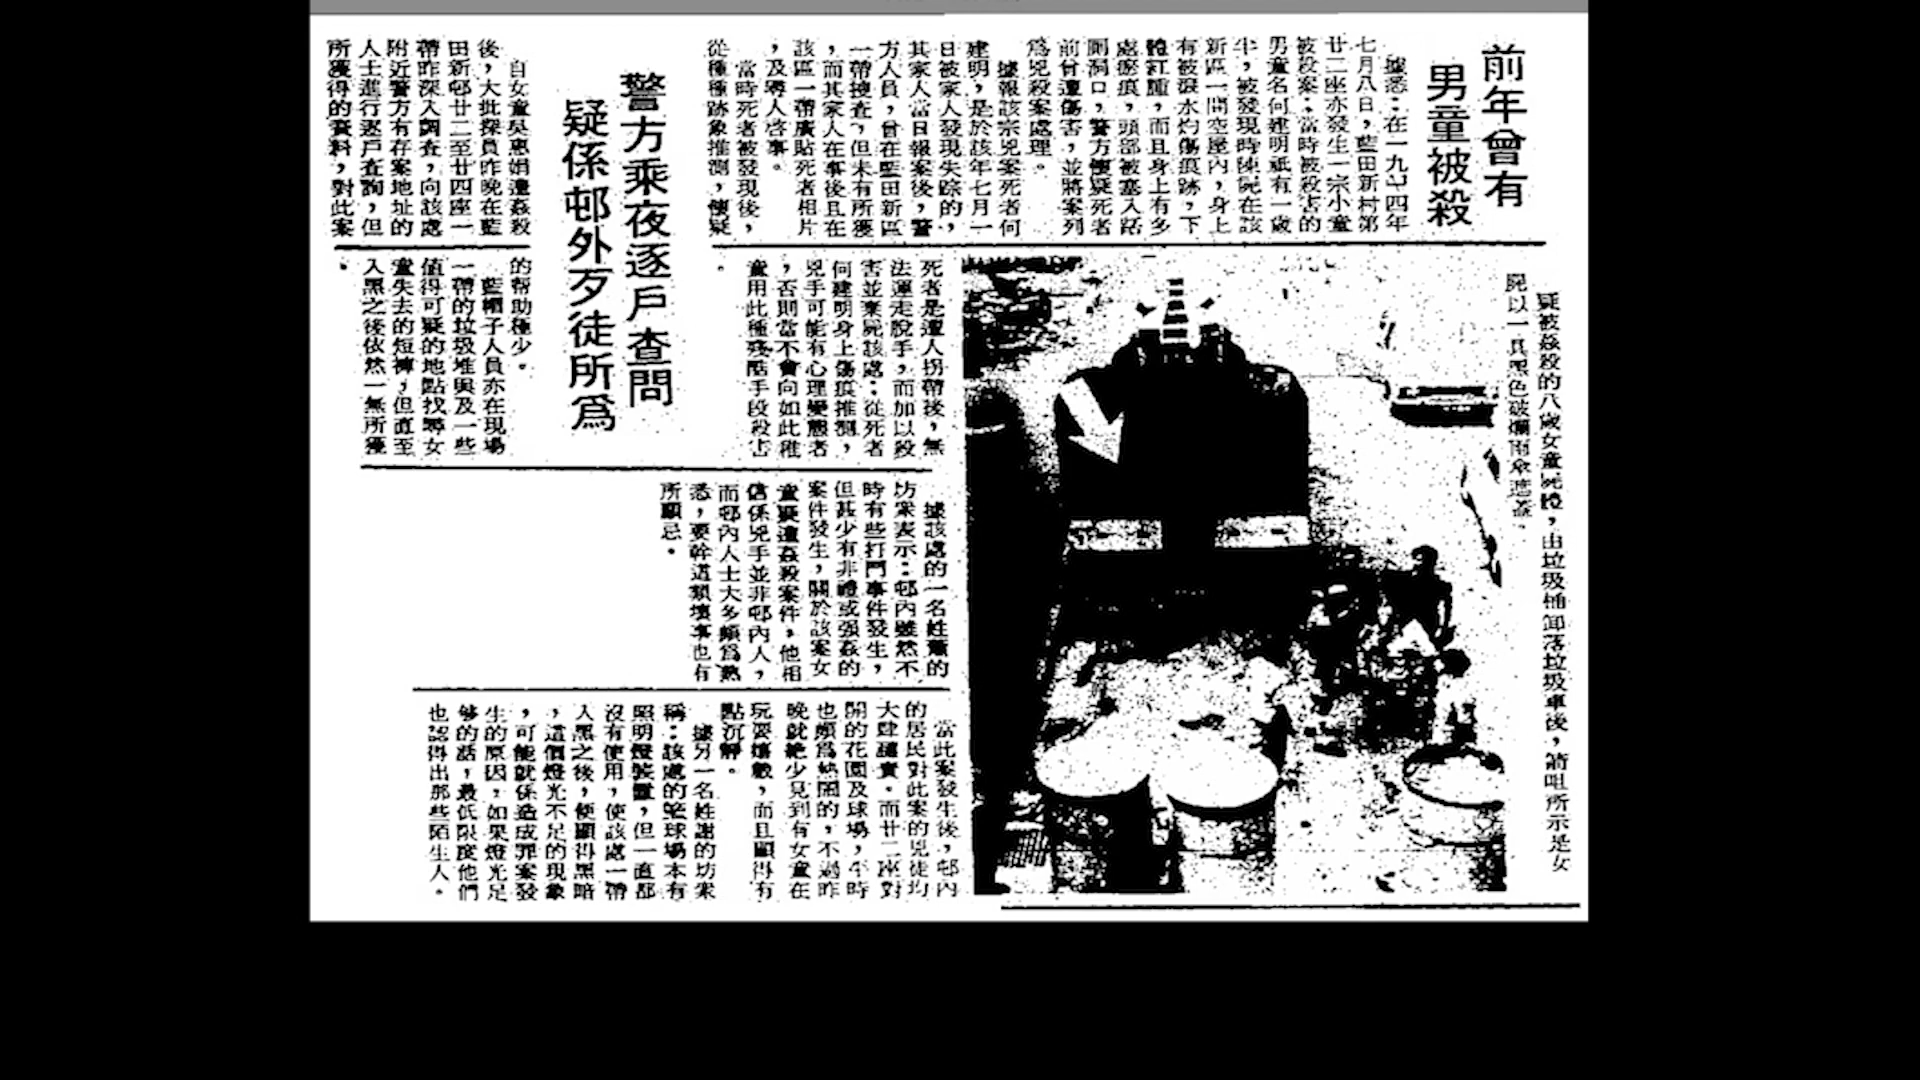 前年曾有
男童被殺
據悉：在一九七四年
七月八日，藍田新村第
廿二座亦發生一宗小童
被殺案；當時被殺害的
男童名何建明祇有一歲
半，被發現時陳屍在該
新區一間空屋內，身上
有被滾水灼傷痕跡，下
體紅腫，而且身上有多
處瘀痕，頭部被塞入厠
厠洞口，警方懷疑死者
前曾遭傷害，並將案列
爲兇殺案處理。
據報該宗兇案死者何
建明，是於該年七月一
日被家人發現失踪的，
其家人當日報案後，警
方人員，曾在藍田新區
一帶搜查，但未有所獲
，而其家人在事後且在
該區一帶廣貼死者相片
，及尋人啓事。
當時死者被發現後，
從種種跡象推測，懷疑
死者是遭人拐帶後，無
法運走脫手，而加以殺
害並棄屍該處；從死者
何建明身上傷痕推測，
兇手可能有心理變態者
，否則當不會向如此稚
童用此種殘酷手段殺害
。
警方乘夜逐戶查問
疑係邨外歹徒所爲
自女童吳惠娟遭姦殺
後，大批探員昨晚在藍
田新邨廿二至廿四座一
帶昨深入調查，向該處
附近警方有存案地址的
人士進行逐戶查詢，但
所獲得的資料，對此案
的幫助種少。
藍帽子人員亦在現場
一帶的垃圾堆與及一些
值得可疑的地點找尋女
童失去的短褲，但直至
入黑之後依然一無所獲
。
據該處的一名姓蕭的
坊衆表示：邨內雖然不
時有些打鬥事件發生，
但甚少有非禮或强姦的
案件發生，關於該案女
童疑遭姦殺案件，他相
信係兇手並非邨內人，
而邨內人士大多頗爲熟
悉，要幹這類壞事也有
所顧忌。
當此案發生後，邨內
的居民對此案的兇徒均
大肆譴責。而廿二座對
開的花園及球場，午時
也頗爲熱鬧的，不過昨
晚就絶少見到有女童在
玩耍嬉戲，而且顯得有
點沉靜。
據另一名姓謝的坊衆
稱：該處的籃球場本有
照明燈裝置，但一直都
沒有使用，使該處一帶
入黑之後，便顯得黑暗
，這個燈光不足的現象
，可能就係造成罪案發
生的原因，如果燈光足
够的話，最低限度他們
也認得出那些陌生人。
疑被姦殺的八歲女童屍體，由垃圾桶卸落垃圾車後，箭咀所示是女
屍以一具黑色破爛雨傘遮蓋。